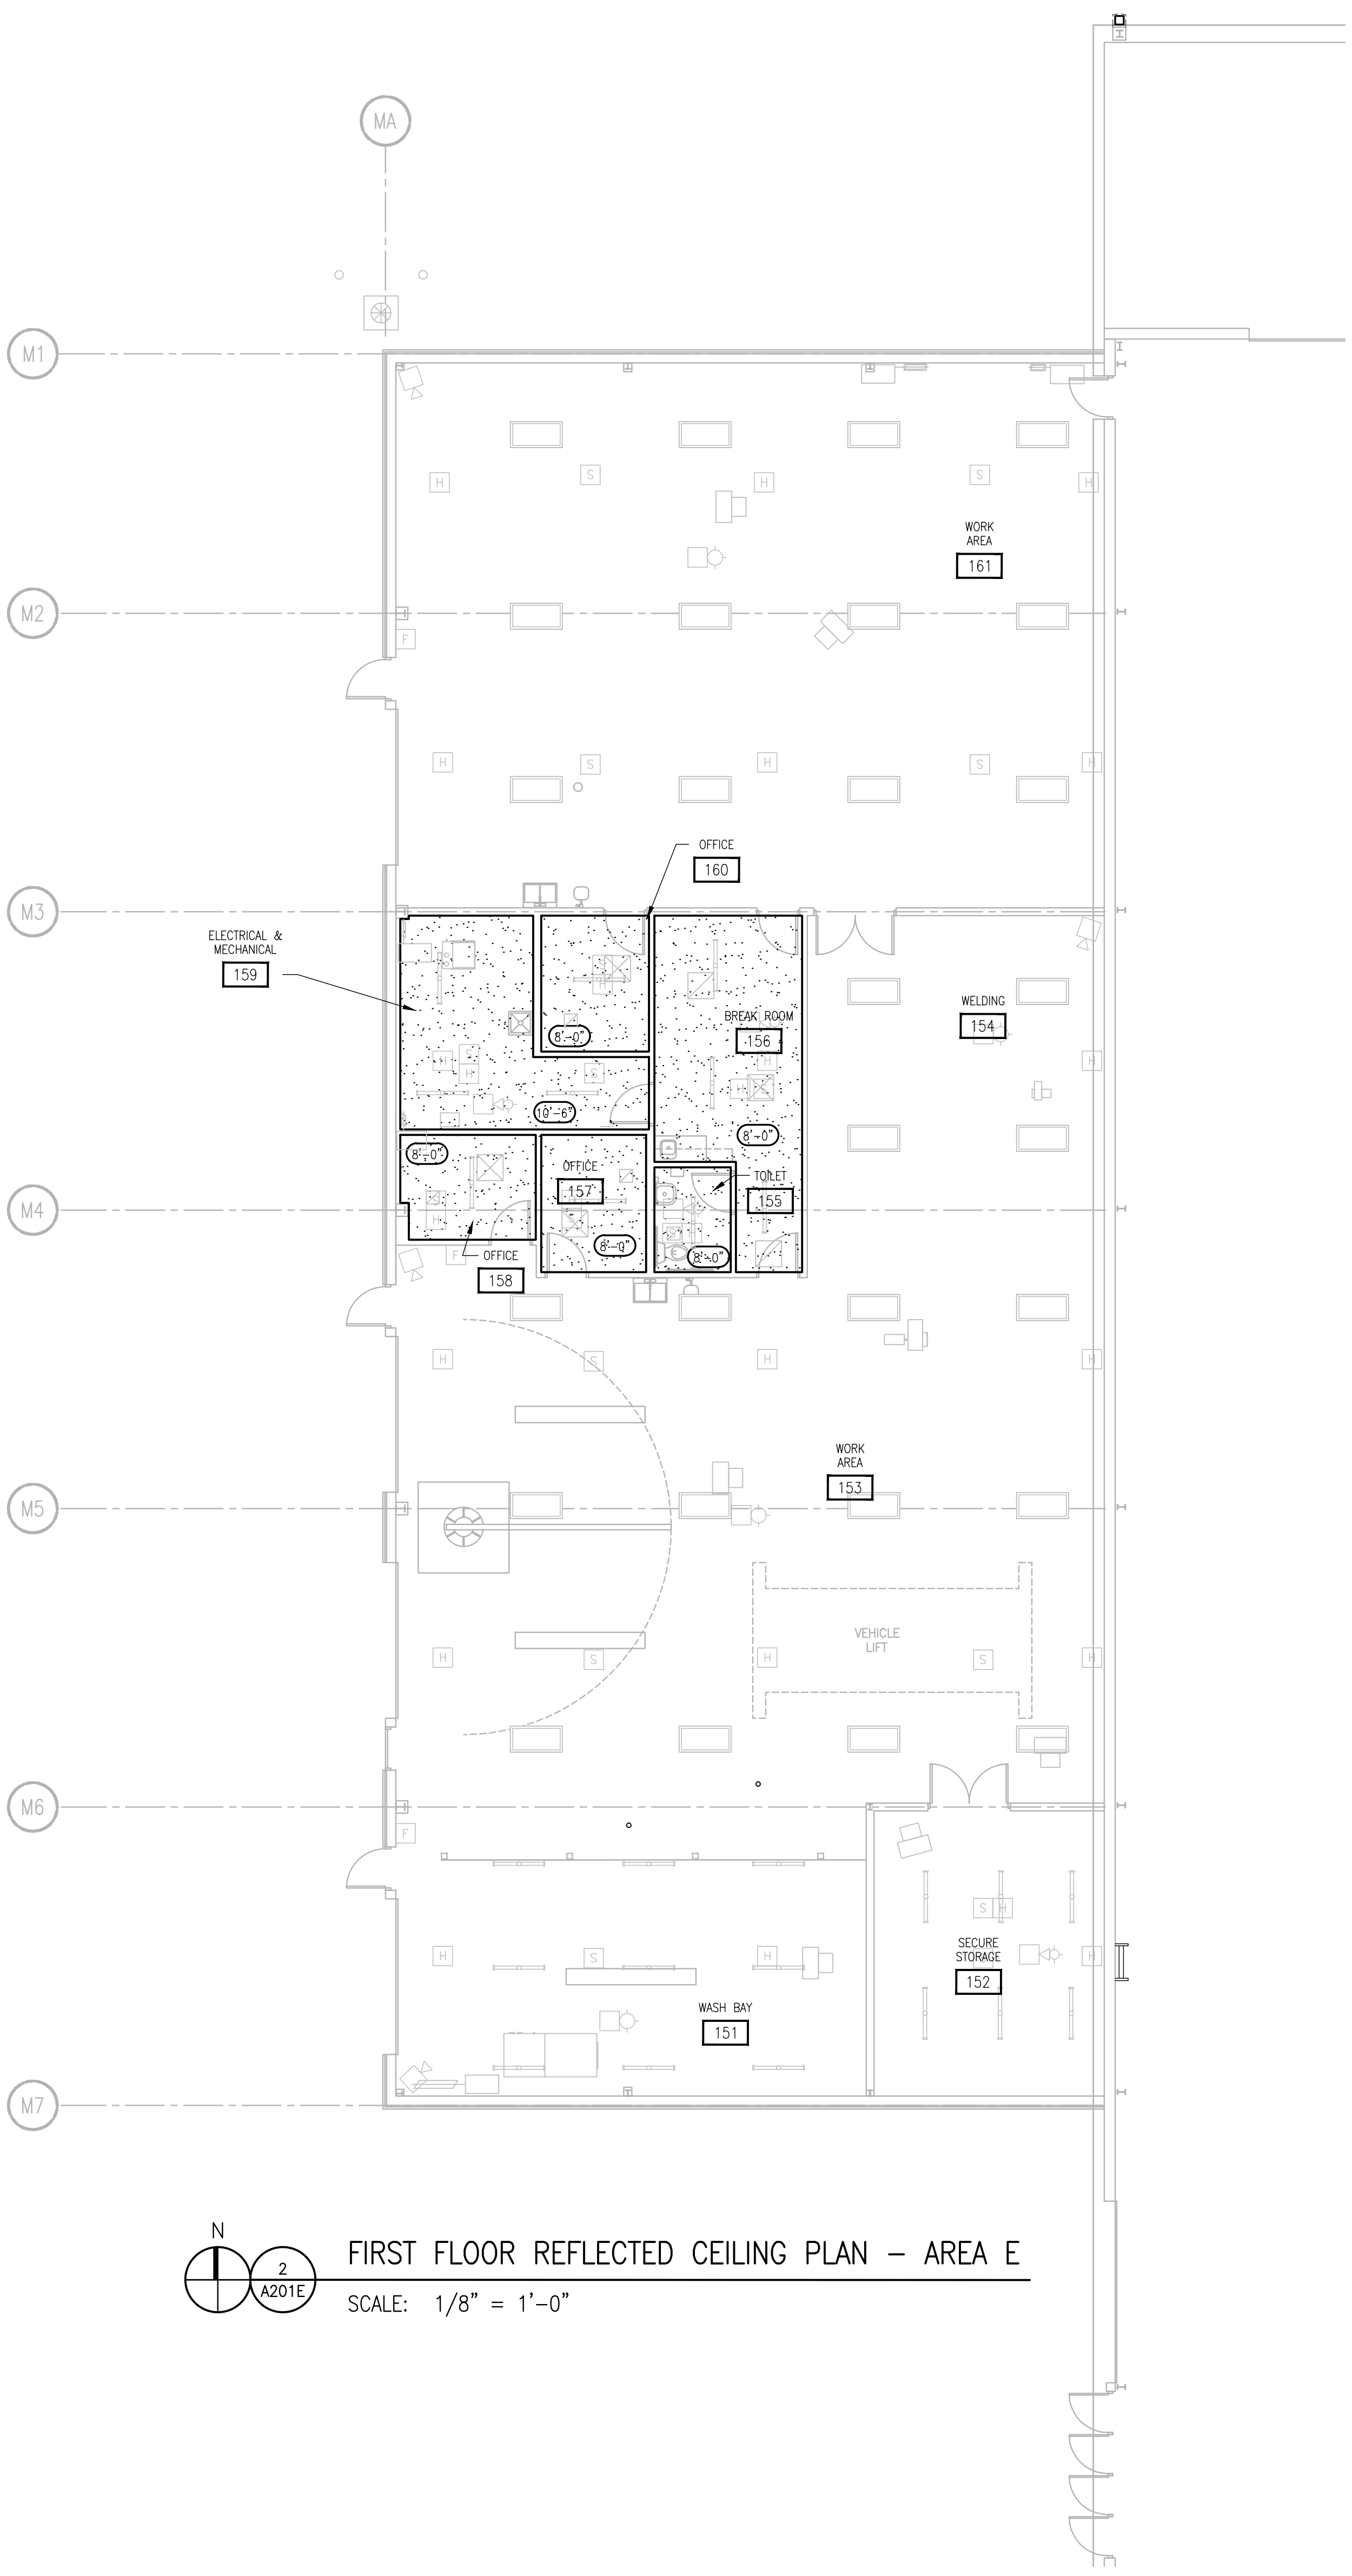 MA
M1
H
S
H
S
H
WORK
AREA
161
M2
F
H
S
H
S
H
OFFICE
160
M3
ELECTRICAL &
MECHANICAL
159
WELDING
154
BREAK ROOM
156
H
8'-0"
H
S
H
S
H
H
H
10'-6"
8'-0"
8'-0"
OFFICE
157
TOILET
155
M4
H
8'-0"
8'-0"
F
OFFICE
158
H
S
H
H
WORK
AREA
153
M5
VEHICLE
LIFT
H
S
H
S
H
M6
F
S
H
SECURE
STORAGE
152
H
S
H
H
WASH BAY
151
M7
N
2
A201E
FIRST FLOOR REFLECTED CEILING PLAN – AREA E
SCALE: 1/8" = 1'-0"